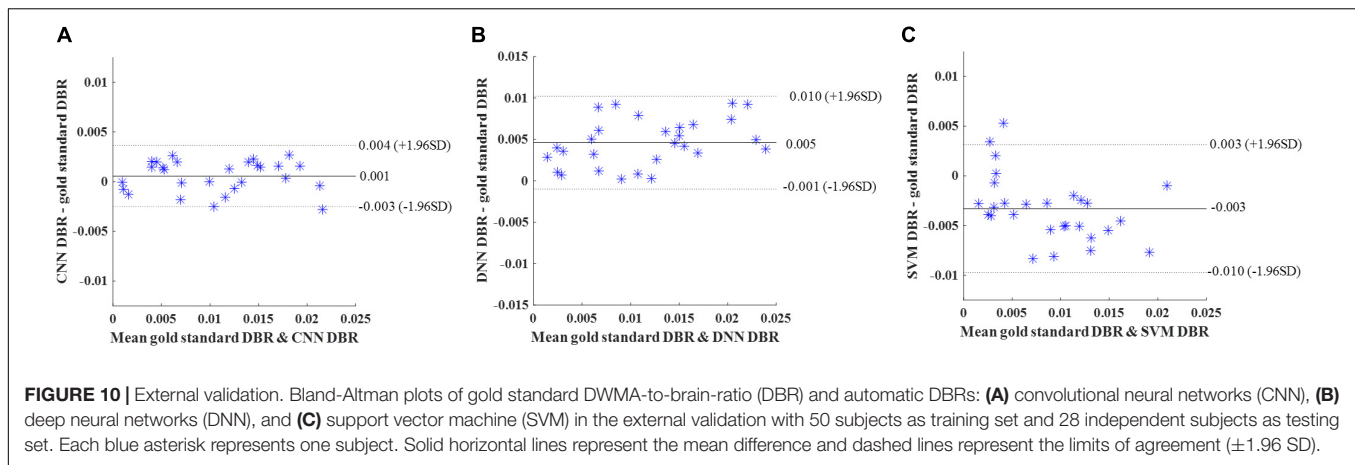 A
CNN DBR - gold standard DBR
0.01
0.005
0
-0.005
-0.01
0.004 (+1.96SD)
0.001
-0.003 (-1.96SD)
0 0.005 0.01 0.015 0.02 0.025
Mean gold standard DBR & CNN DBR
B
DNN DBR - gold standard DBR
0.015
0.01
0.005
0
-0.005
-0.01
-0.015
0.010 (+1.96SD)
0.005
-0.001 (-1.96SD)
0 0.005 0.01 0.015 0.02 0.025
Mean gold standard DBR & DNN DBR
C
SVM DBR - gold standard DBR
0.01
0.005
0
-0.005
-0.01
0.003 (+1.96SD)
-0.003
-0.010 (-1.96SD)
0 0.005 0.01 0.015 0.02 0.025
Mean gold standard DBR & SVM DBR
FIGURE 10 | External validation. Bland-Altman plots of gold standard DWMA-to-brain-ratio (DBR) and automatic DBRs: (A) convolutional neural networks (CNN), (B)
deep neural networks (DNN), and (C) support vector machine (SVM) in the external validation with 50 subjects as training set and 28 independent subjects as testing
set. Each blue asterisk represents one subject. Solid horizontal lines represent the mean difference and dashed lines represent the limits of agreement (±1.96 SD).